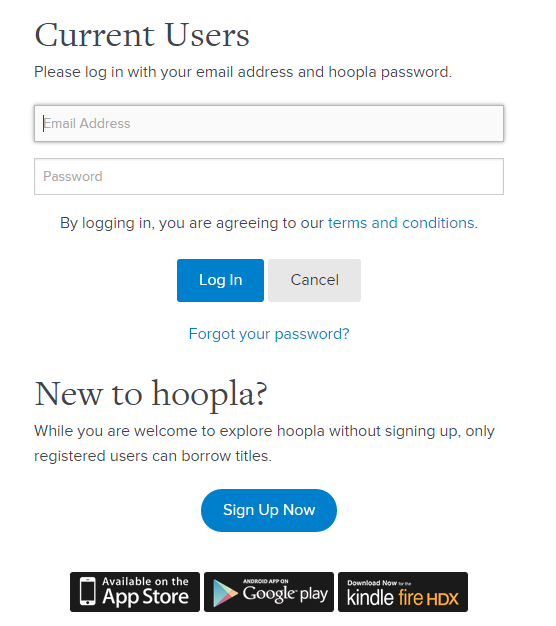 Current Users
Please log in with your email address and hoopla password.
Email Address
Password
By logging in, you are agreeing to our terms and conditions.
Log In
Cancel
Forgot your password?
New to hoopla?
While you are welcome to explore hoopla without signing up, only
registered users can borrow titles.
Sign Up Now
Available on the
App Store
ANDROID APP ON
Google play
Download Now for the
kindle fire HDX